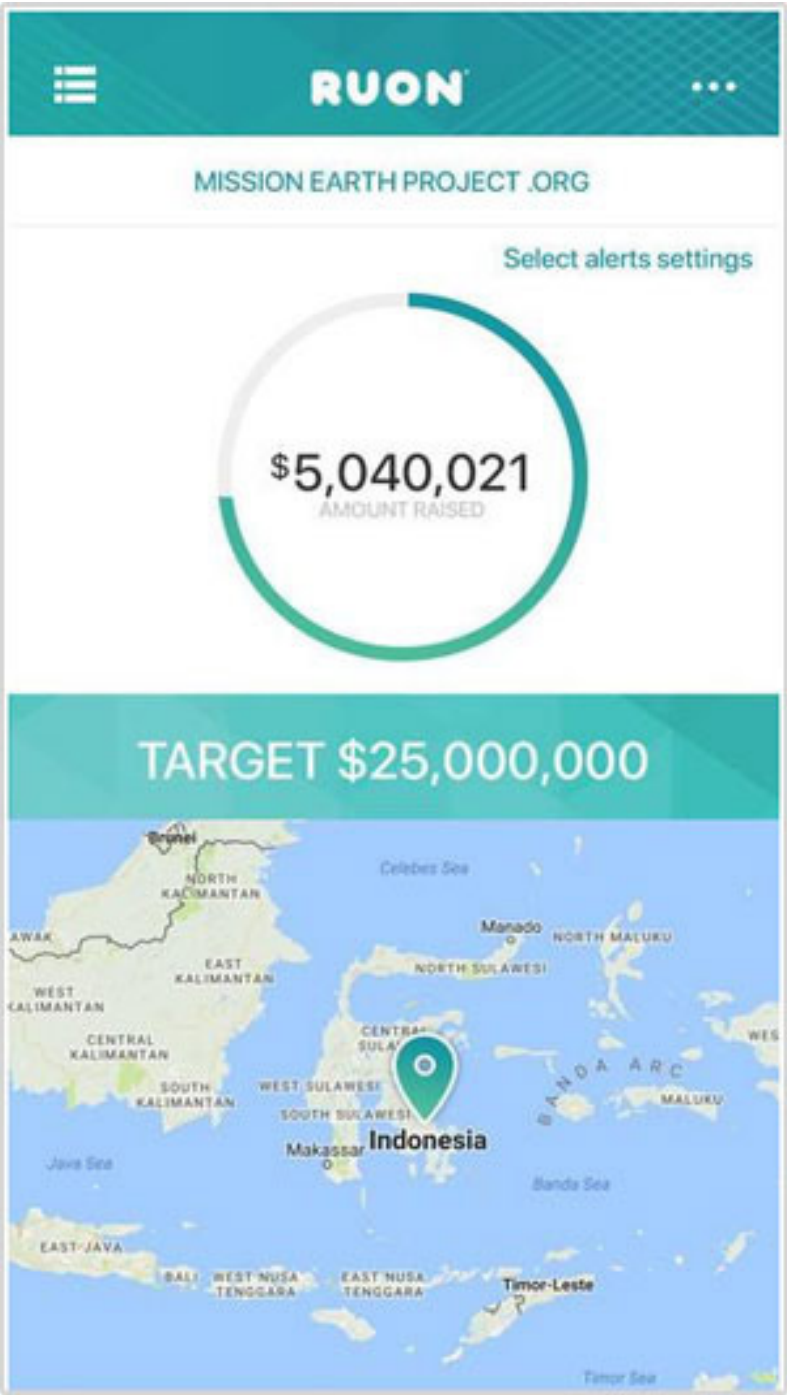 RUON
MISSION EARTH PROJECT .ORG
Select alerts settings
$5,040,021
AMOUNT RAISED
TARGET $25,000,000
Brunei
Celebes Sea
NORTH
KALIMANTAN
AWAK
Manado
NORTH MALUKU
EAST
KALIMANTAN
NORTH SULAWESI
WEST
KALIMANTAN
CENTRAL
KALIMANTAN
CENTRA
SULA
WES
BANDA ARC
SOUTH
KALIMANTAN
WEST SULAWESI
MALUKU
SOUTH SULAWESI
Makassar
Indonesia
Java Sea
Banda Sea
EAST JAVA
BALI
WEST NUSA
TENGGARA
EAST NUSA
TENGGARA
Timor-Leste
Timor Sea